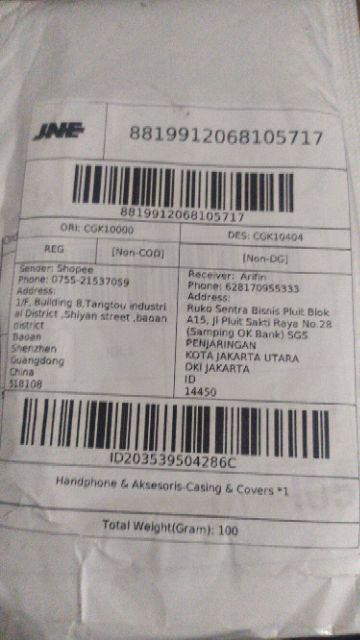 JNE
8819912068105717
8819912068105717
ORI: CGK10000
DES: CGK10404
REG
[Non-COD]
[Non-DG]
Sender: Shopee
Phone: 0755-21537059
Address:
1/F, Building 8,Tangtou industri
al District ,Shiyan street ,baoan
district
Baoan
Shenzhen
Guangdong
China
518108
Receiver: Arifin
Phone: 628170955333
Address:
Ruko Sentra Bisnis Pluit Blok
A15, Jl Pluit Sakti Raya No.28
(Samping OK Bank) SGS
PENJARINGAN
KOTA JAKARTA UTARA
DKI JAKARTA
ID
14450
ID203539504286C
Handphone & Aksesoris-Casing & Covers *1
Total Weight(Gram): 100